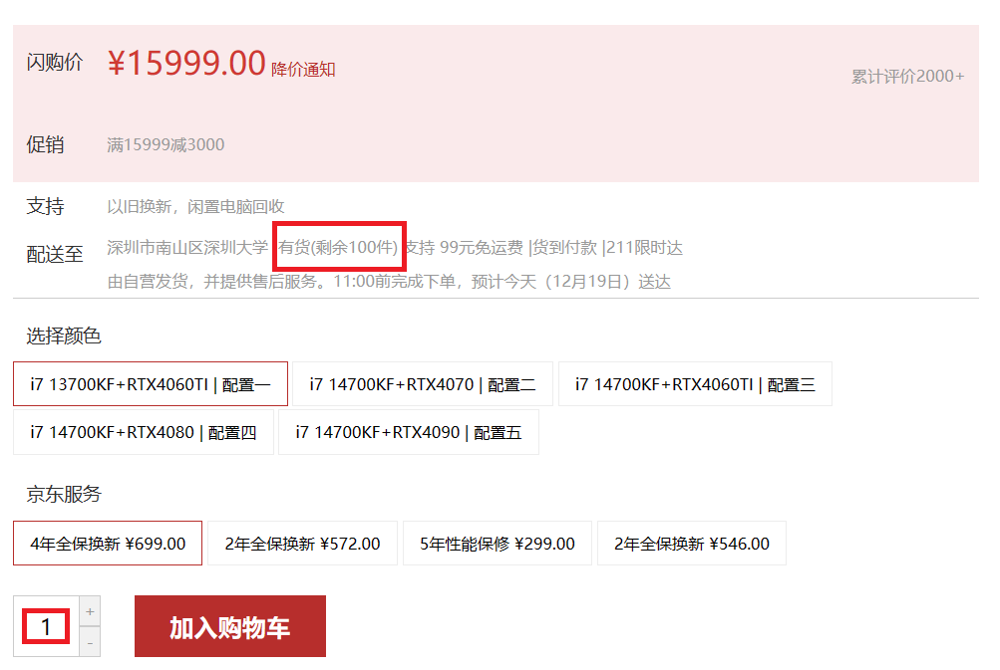 闪购价 ¥15999.00 降价通知
累计评价2000+
促销 满15999减3000
支持 以旧换新，闲置电脑回收
配送至 深圳市南山区深圳大学 有货(剩余100件) 支持 99元免运费 |货到付款 |211限时达
由自营发货，并提供售后服务。11:00前完成下单，预计今天（12月19日）送达
选择颜色
i7 13700KF+RTX4060TI | 配置一 i7 14700KF+RTX4070 | 配置二 i7 14700KF+RTX4060TI | 配置三
i7 14700KF+RTX4080 | 配置四 i7 14700KF+RTX4090 | 配置五
京东服务
4年全保换新 ¥699.00 2年全保换新 ¥572.00 5年性能保修 ¥299.00 2年全保换新 ¥546.00
1 + - 加入购物车